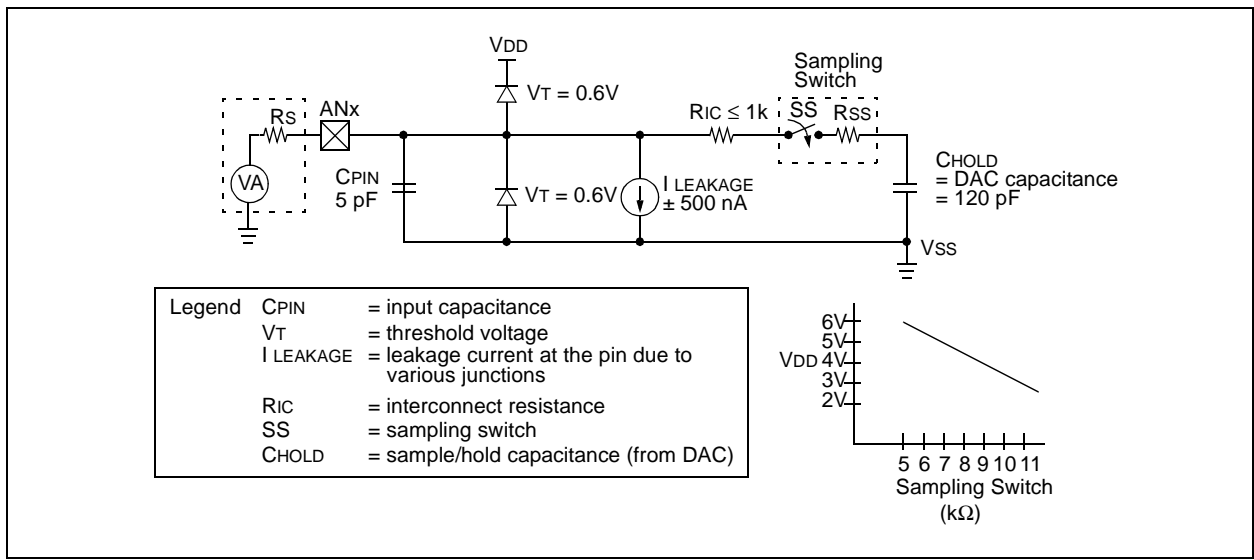 VDD
VT = 0.6V
Sampling
Switch
RS
ANx
RIC ≤ 1k
SS
RSS
VA
CPIN
5 pF
VT = 0.6V
I LEAKAGE
± 500 nA
CHOLD
= DAC capacitance
= 120 pF
VSS
Legend CPIN = input capacitance
VT = threshold voltage
I LEAKAGE = leakage current at the pin due to
various junctions
RIC = interconnect resistance
SS = sampling switch
CHOLD = sample/hold capacitance (from DAC)
6V
5V
VDD 4V
3V
2V
5 6 7 8 9 10 11
Sampling Switch
(kΩ)